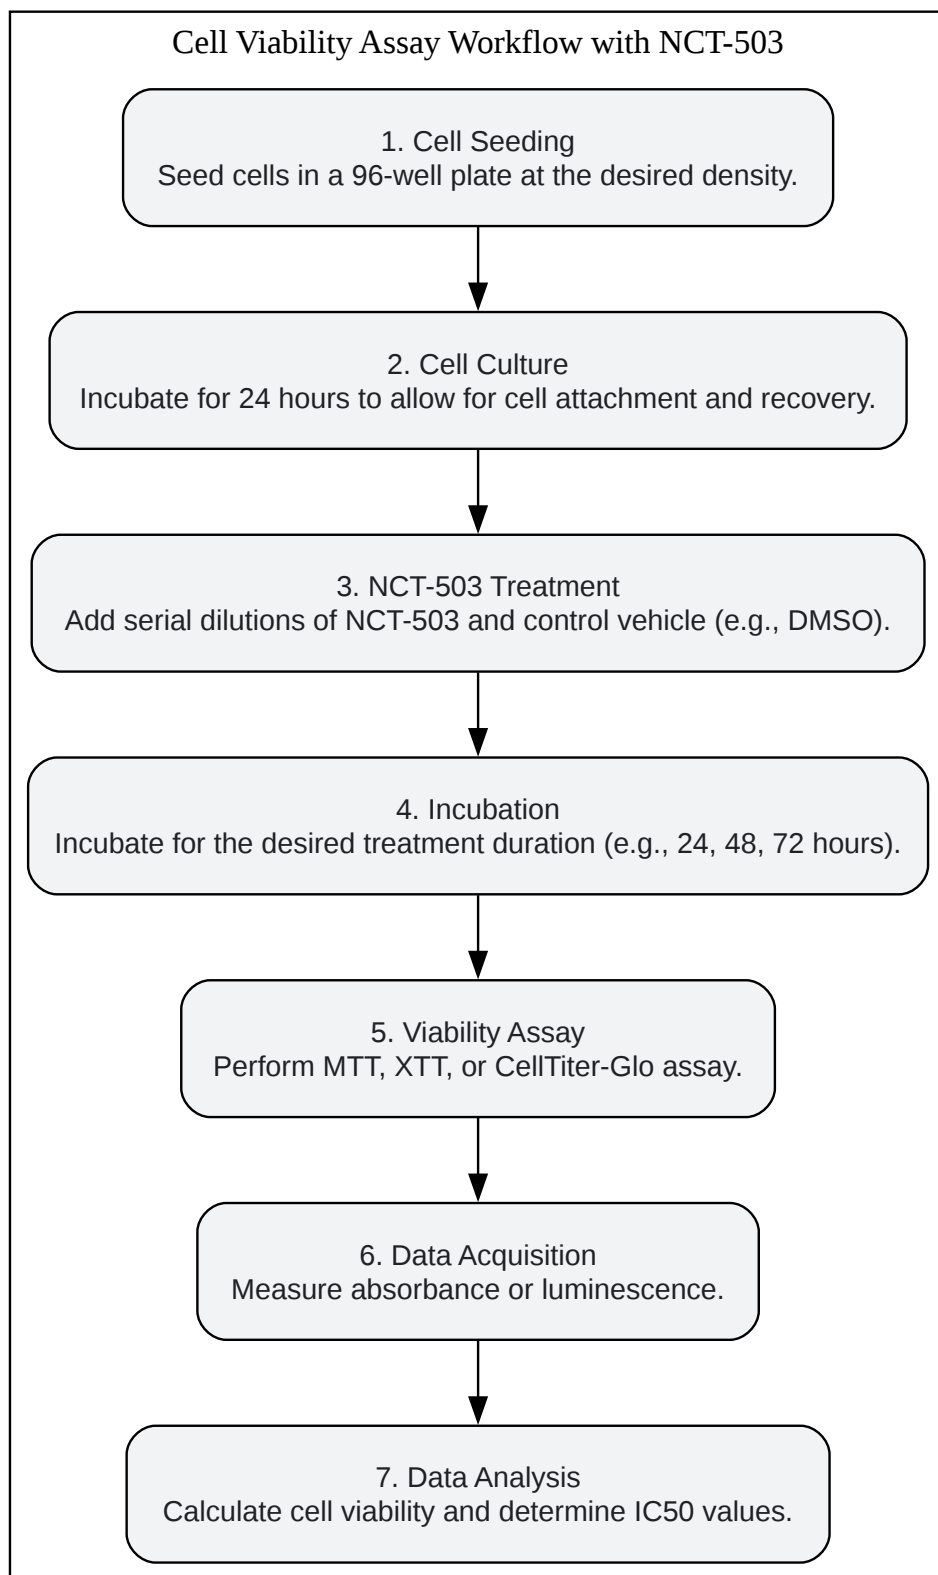 Cell Viability Assay Workflow with NCT-503
1. Cell Seeding
Seed cells in a 96-well plate at the desired density.
2. Cell Culture
Incubate for 24 hours to allow for cell attachment and recovery.
3. NCT-503 Treatment
Add serial dilutions of NCT-503 and control vehicle (e.g., DMSO).
4. Incubation
Incubate for the desired treatment duration (e.g., 24, 48, 72 hours).
5. Viability Assay
Perform MTT, XTT, or CellTiter-Glo assay.
6. Data Acquisition
Measure absorbance or luminescence.
7. Data Analysis
Calculate cell viability and determine IC50 values.